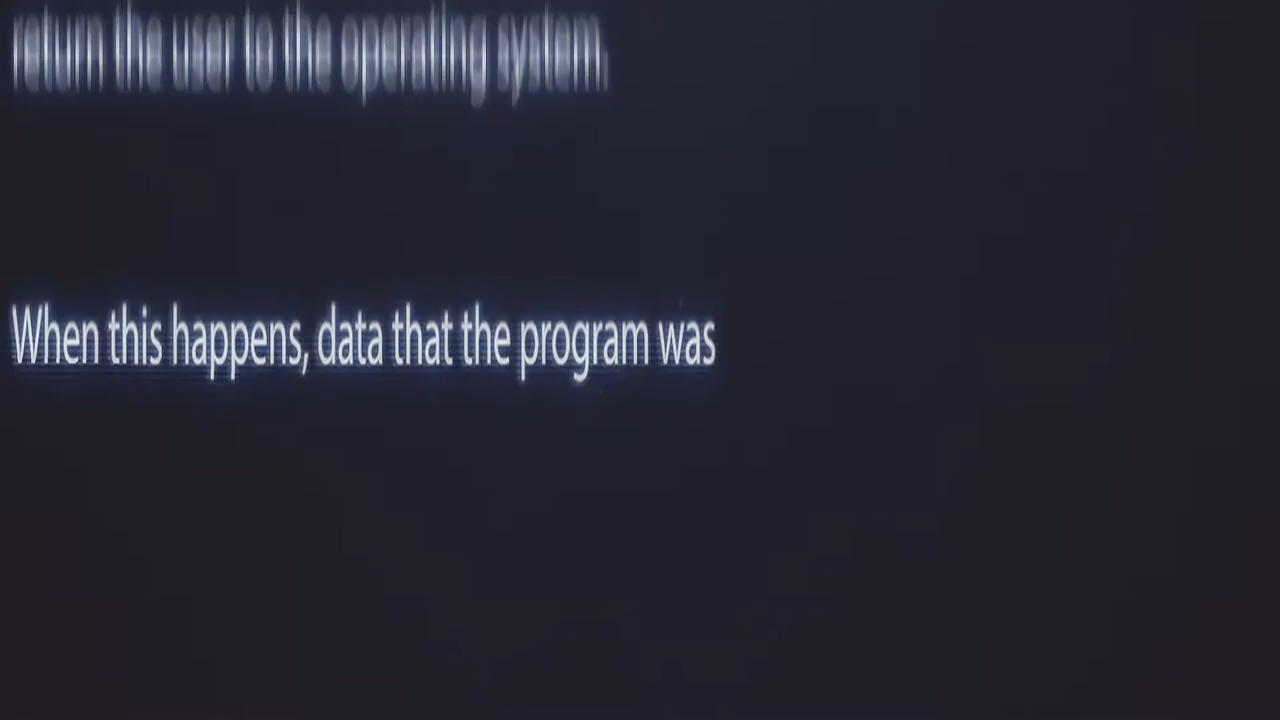 return the user to the operating system.
When this happens, data that the program was